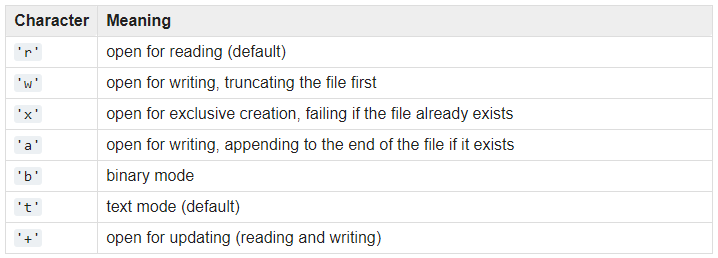 Character Meaning
'r' open for reading (default)
'w' open for writing, truncating the file first
'x' open for exclusive creation, failing if the file already exists
'a' open for writing, appending to the end of the file if it exists
'b' binary mode
't' text mode (default)
'+' open for updating (reading and writing)